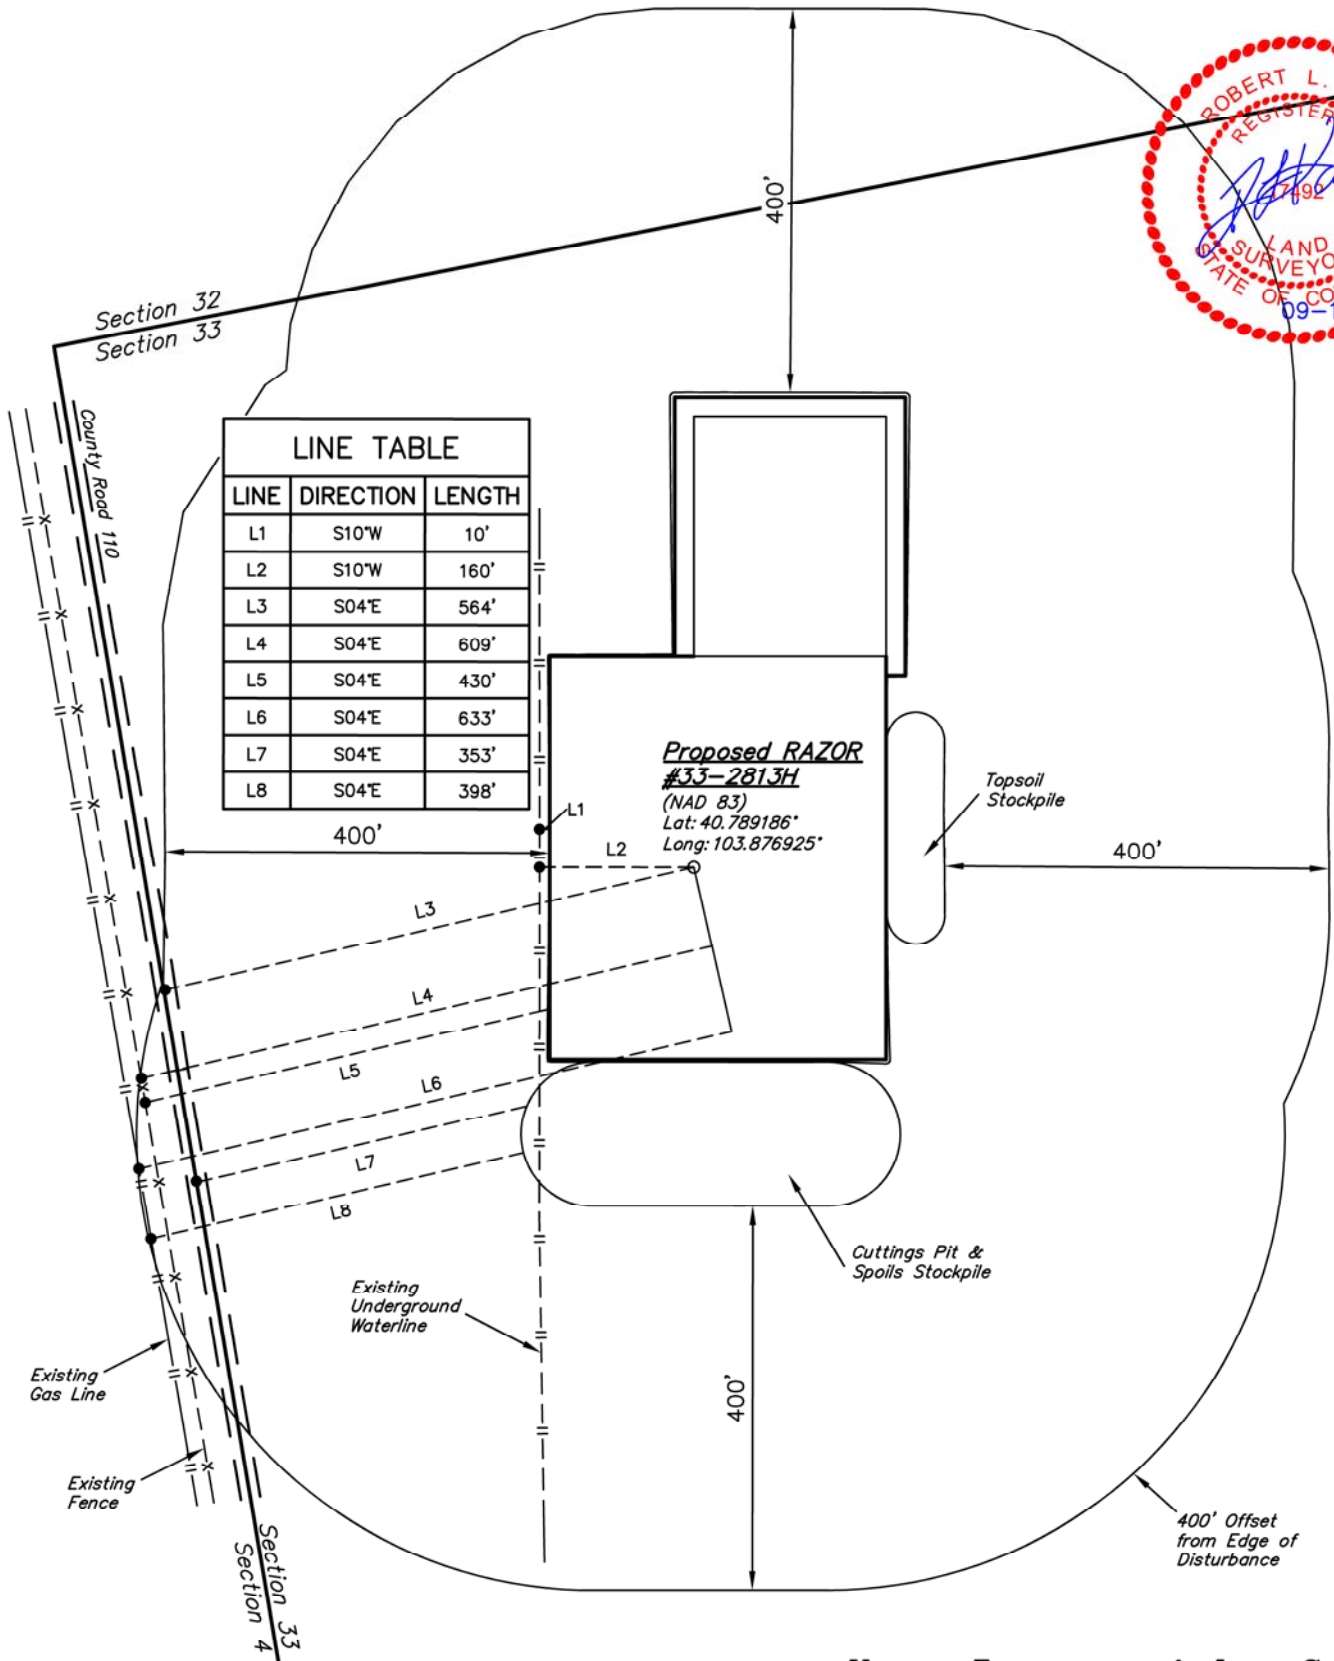 400'
ROBERT L.
REGISTER
17492
LAND
SURVEYO
STATE OF CO
09-1
Section 32
Section 33
County Road 110
LINE TABLE
LINE DIRECTION LENGTH
L1 S10°W 10'
L2 S10°W 160'
L3 S04°E 564'
L4 S04°E 609'
L5 S04°E 430'
L6 S04°E 633'
L7 S04°E 353'
L8 S04°E 398'
Proposed RAZOR
#33-2813H
(NAD 83)
Lat: 40.789186°
Long: 103.876925°
Topsoil
Stockpile
400'
400'
L1
L2
L3
L4
L5
L6
L7
L8
Cuttings Pit &
Spoils Stockpile
Existing
Underground
Waterline
Existing
Gas Line
400'
Existing
Fence
400' Offset
from Edge of
Disturbance
Section 33
Section 4